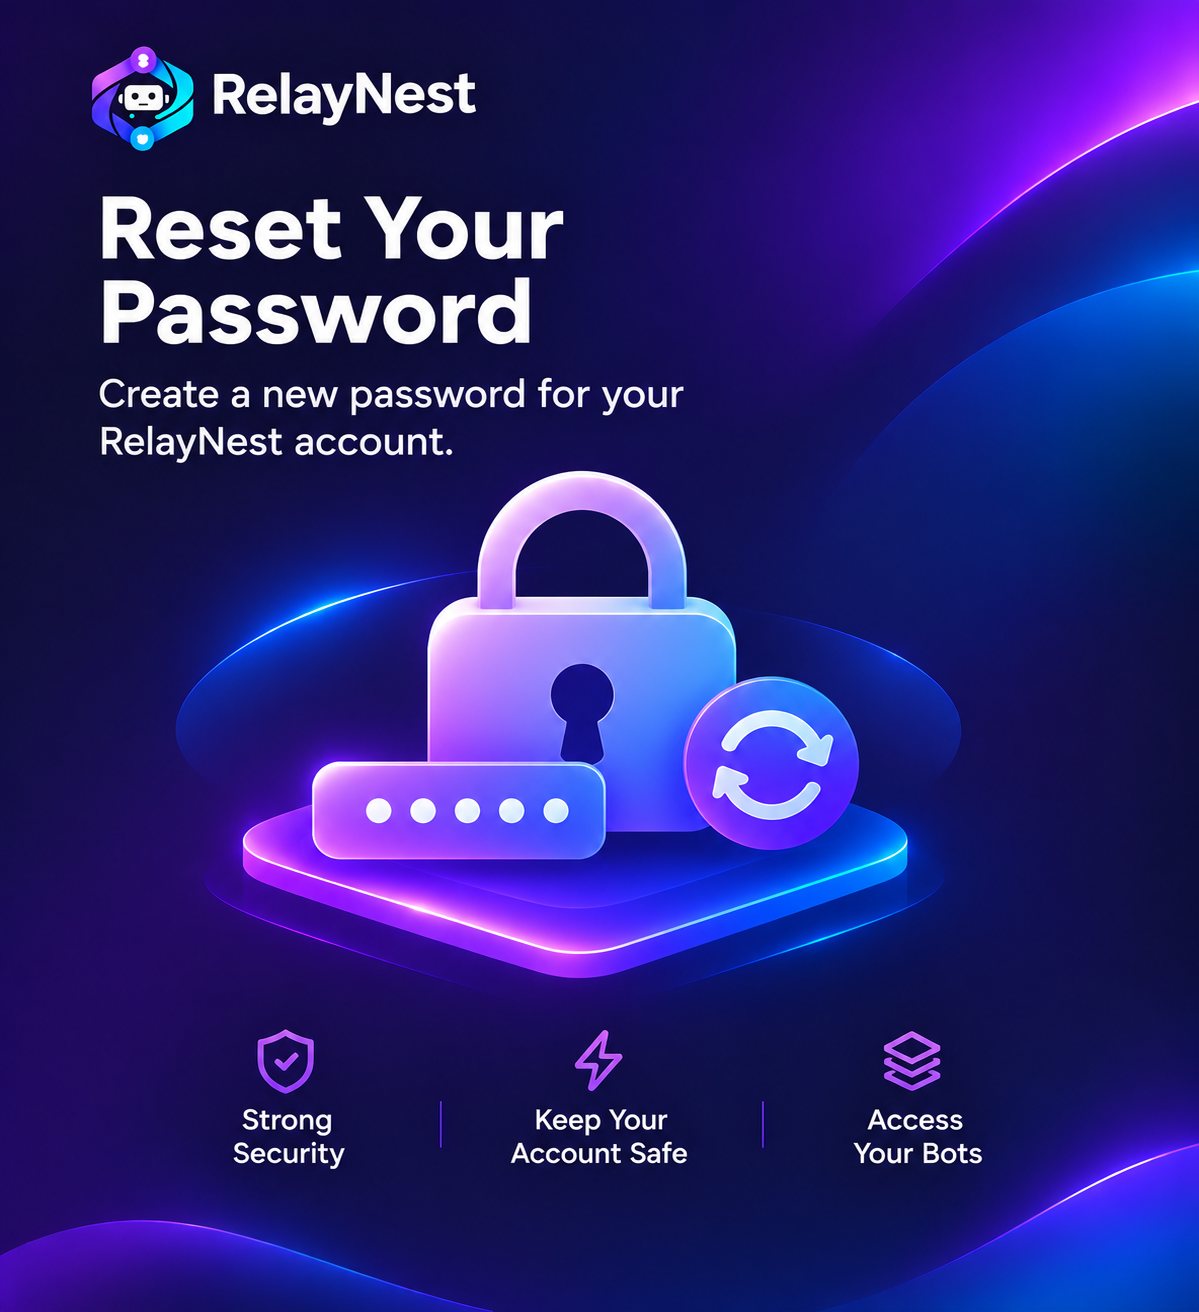 RelayNest
Reset Your
Password
Create a new password for your
RelayNest account.
Strong
Security
Keep Your
Account Safe
Access
Your Bots